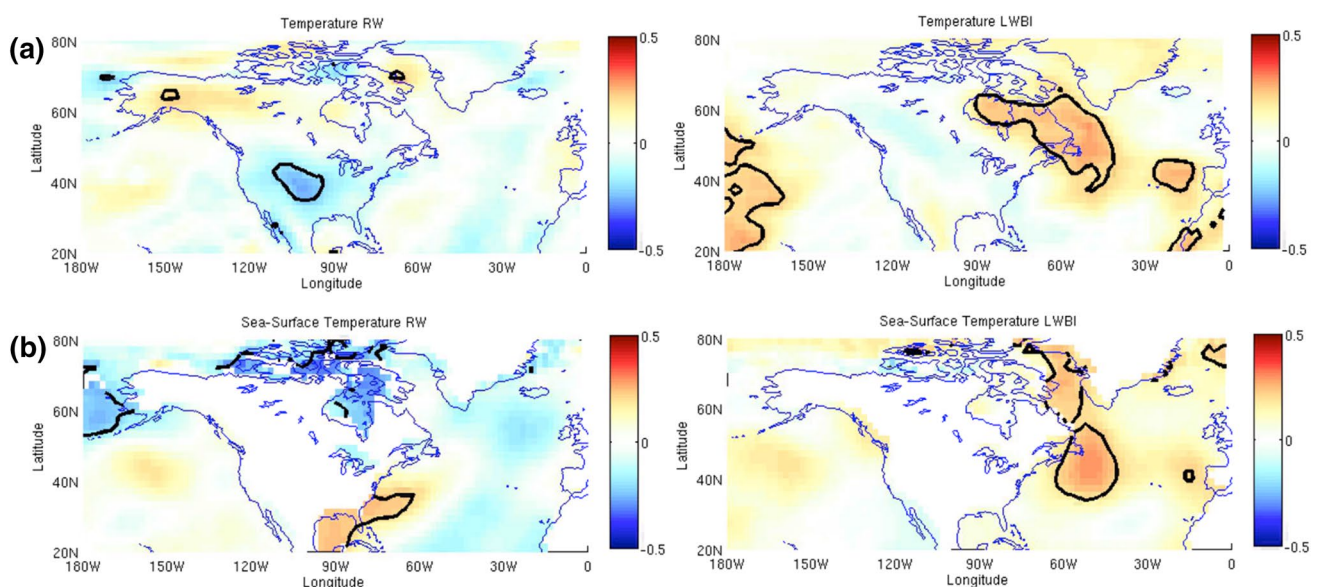 (a)
Temperature RW
80N
60N
40N
20N
Latitude
180W 150W 120W 90W 60W 30W 0
Longitude
0.5
0
-0.5
Temperature LWBI
80N
60N
40N
20N
Latitude
180W 150W 120W 90W 60W 30W 0
Longitude
0.5
0
-0.5
(b)
Sea-Surface Temperature RW
80N
60N
40N
20N
Latitude
180W 150W 120W 90W 60W 30W 0
Longitude
0.5
0
-0.5
Sea-Surface Temperature LWBI
80N
60N
40N
20N
Latitude
180W 150W 120W 90W 60W 30W 0
Longitude
0.5
0
-0.5